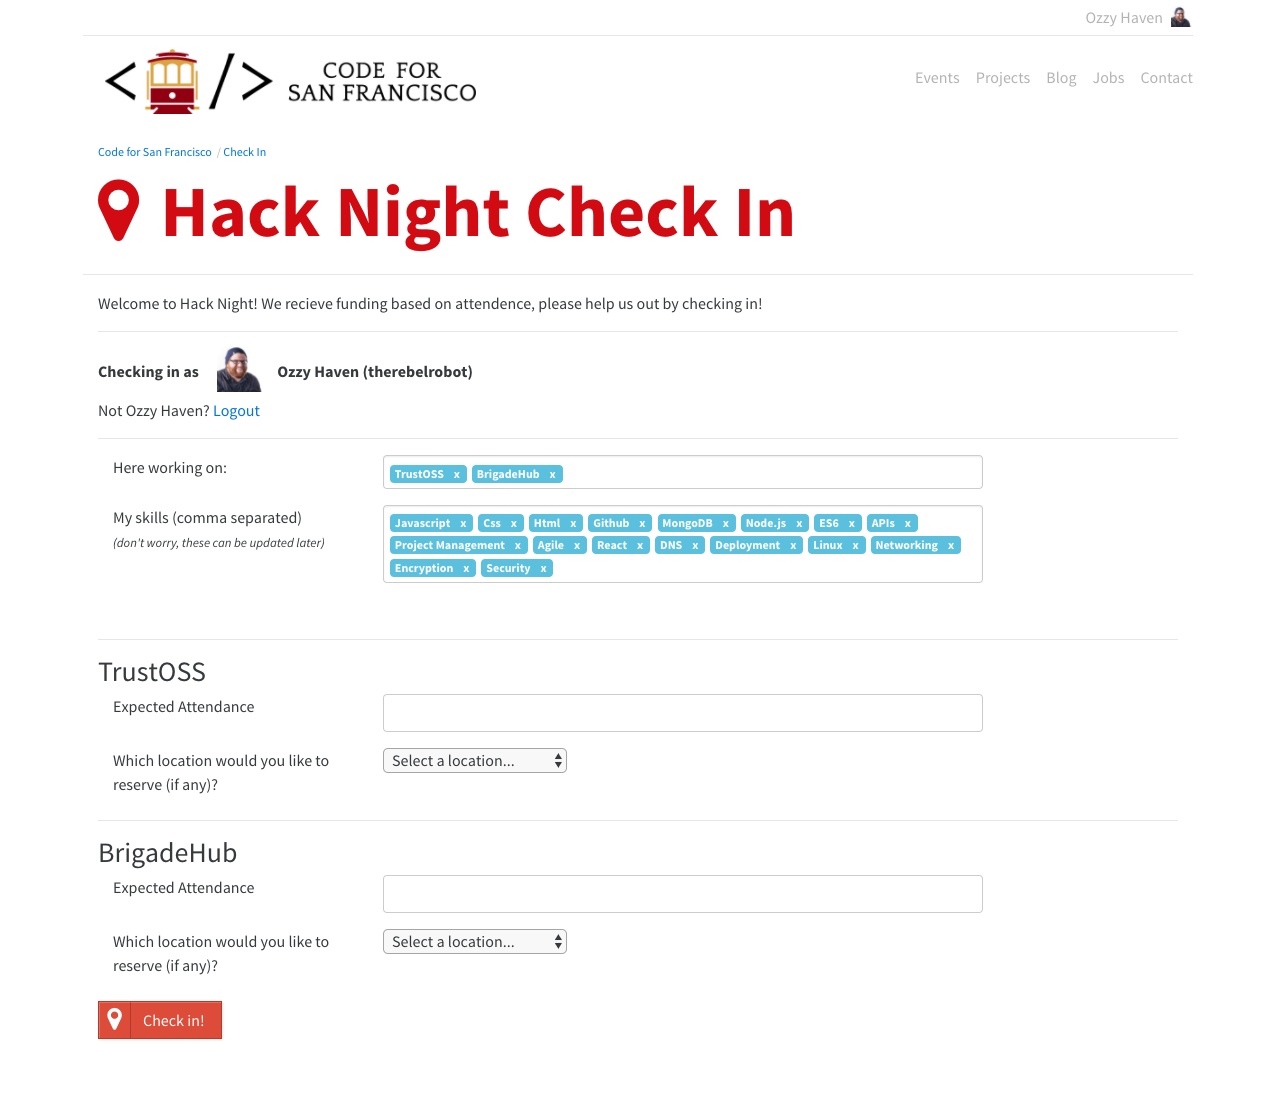 Ozzy Haven
CODE FOR
SAN FRANCISCO
Events Projects Blog Jobs Contact
Code for San Francisco / Check In
Hack Night Check In
Welcome to Hack Night! We recieve funding based on attendence, please help us out by checking in!
Checking in as Ozzy Haven (therebelrobot)
Not Ozzy Haven? Logout
Here working on: TrustOSS x BrigadeHub x
My skills (comma separated)
(don't worry, these can be updated later)
Javascript x Css x Html x Github x MongoDB x Node.js x ES6 x APIs x
Project Management x Agile x React x DNS x Deployment x Linux x Networking x
Encryption x Security x
TrustOSS
Expected Attendance
Which location would you like to
reserve (if any)?
Select a location...
BrigadeHub
Expected Attendance
Which location would you like to
reserve (if any)?
Select a location...
Check in!